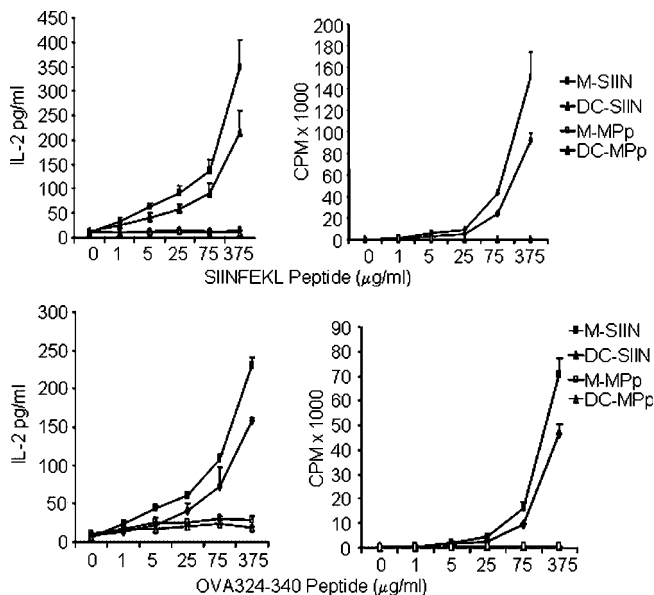 450
400
350
300
250
200
150
100
50
0
IL-2 pg/ml
0 1 5 25 75 375
200
180
160
140
120
100
80
60
40
20
0
CPM x 1000
0 1 5 25 75 375
M-SIIN
DC-SIIN
M-MPp
DC-MPp
SIINFEKL Peptide (μg/ml)
300
250
200
150
100
50
0
IL-2 pg/ml
0 1 5 25 75 375
90
80
70
60
50
40
30
20
10
0
CPM x 1000
0 1 5 25 75 375
M-SIIN
DC-SIIN
M-MPp
DC-MPp
OVA324-340 Peptide (μg/ml)